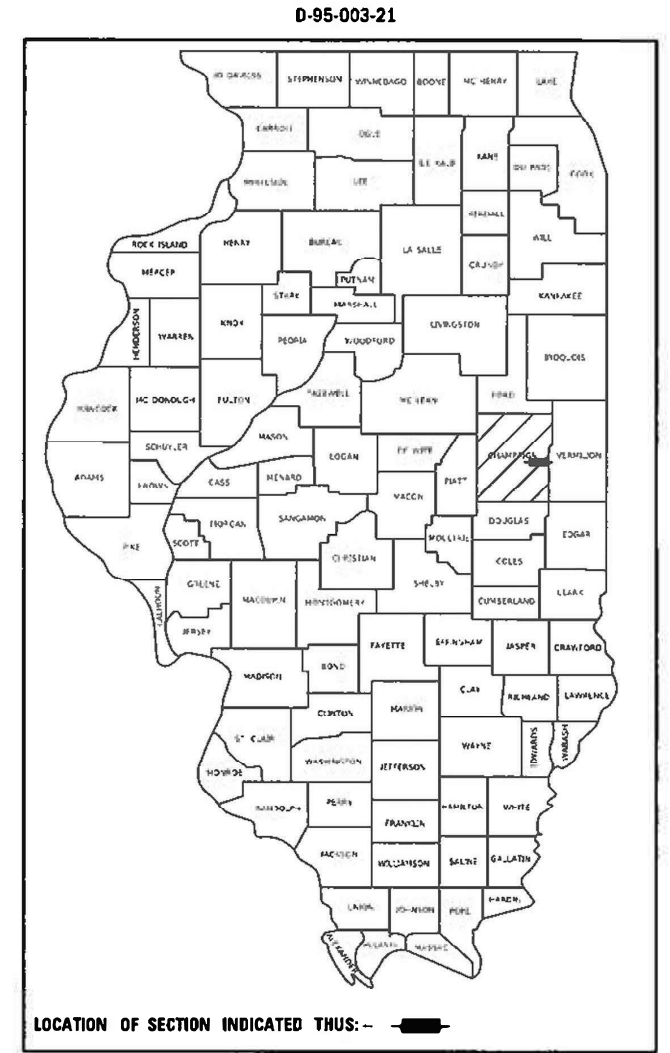 D-95-003-21
JO DAVIESS STEPHENSON WINNEBAGO BOONE MC HENRY LAKE
CARROLL OGLE DE KALB KANE DU PAGE COOK
WHITESIDE LEE KENDALL WILL
ROCK ISLAND HENRY BUREAU LA SALLE GRUNDY
MERCER PUTNAM KANKAKEE
STARK MARSHALL
HENDERSON WARREN KNOX PEORIA WOODFORD LIVINGSTON IROQUOIS
HANCOCK MC DONOUGH FULTON TAZEWELL MC LEAN FORD
MASON
SCHUYLER LOGAN DE WITT CHAMPAIGN VERMILION
ADAMS BROWN CASS MENARD MACON PIATT
MORGAN SANGAMON DOUGLAS
PIKE SCOTT CHRISTIAN MOULTRIE COLES EDGAR
GREENE SHELBY
CALHOUN MACOUPIN MONTGOMERY CUMBERLAND CLARK
JERSEY FAYETTE EFFINGHAM JASPER CRAWFORD
MADISON BOND
CLAY RICHLAND LAWRENCE
CLINTON MARION
ST. CLAIR WAYNE EDWARDS WABASH
MONROE WASHINGTON JEFFERSON
RANDOLPH PERRY HAMILTON WHITE
FRANKLIN
JACKSON WILLIAMSON SALINE GALLATIN
UNION JOHNSON POPE HARDIN
ALEXANDER PULASKI MASSAC
LOCATION OF SECTION INDICATED THUS:-